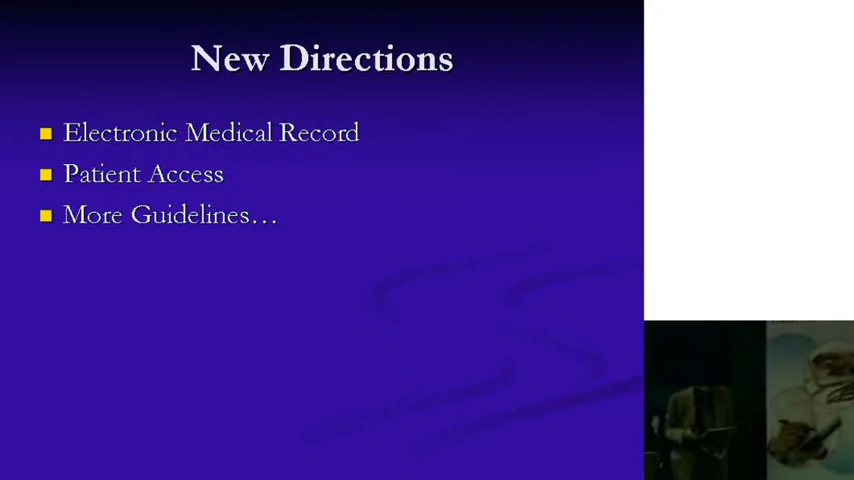 New Directions
Electronic Medical Record
Patient Access
More Guidelines…